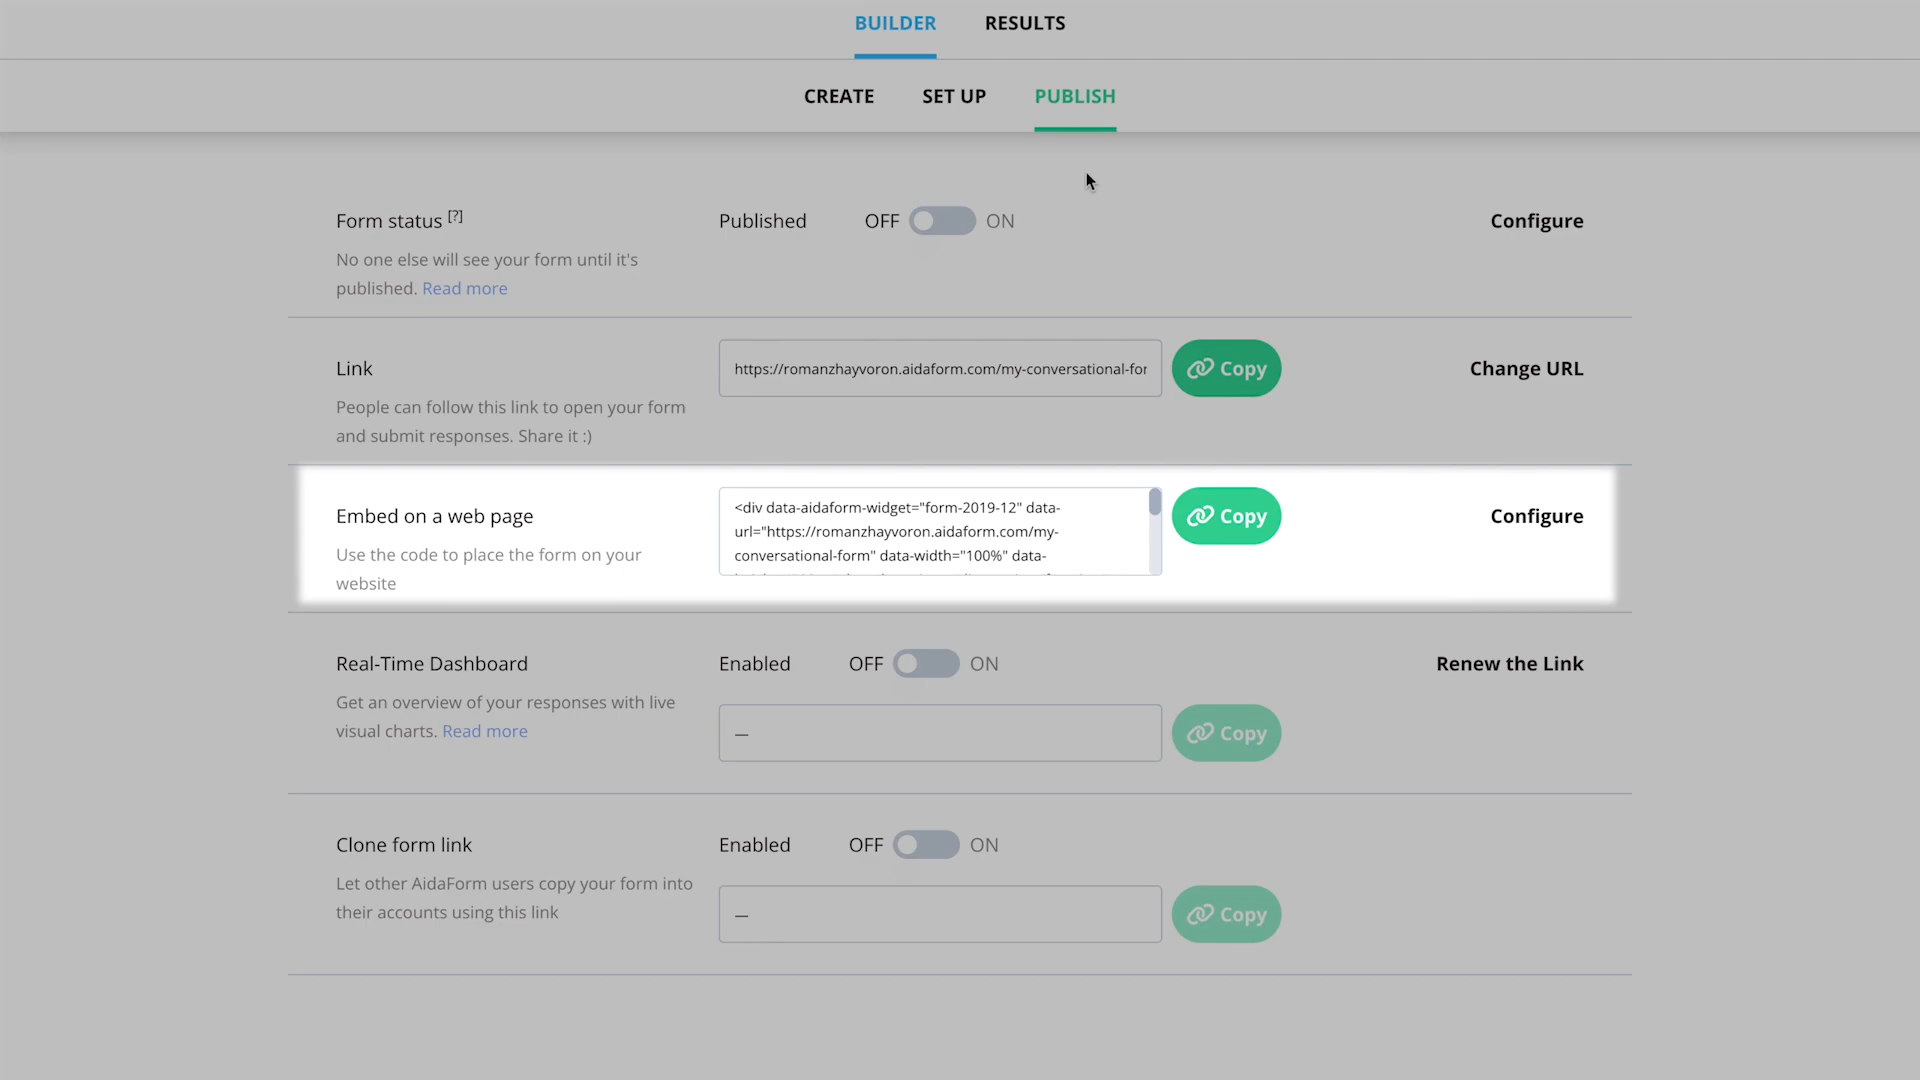 BUILDER RESULTS
CREATE SET UP PUBLISH
Form status [?] Published OFF ON Configure
No one else will see your form until it's
published. Read more
Link https://romanzhayvoron.aidaform.com/my-conversational-for Copy Change URL
People can follow this link to open your form
and submit responses. Share it :)
Embed on a web page Copy Configure
<div data-aidaform-widget="form-2019-12" data-
url="https://romanzhayvoron.aidaform.com/my-
conversational-form" data-width="100%" data-
Use the code to place the form on your
website
Real-Time Dashboard Enabled OFF ON Renew the Link
Get an overview of your responses with live
visual charts. Read more
— Copy
Clone form link Enabled OFF ON
Let other AidaForm users copy your form into
their accounts using this link
— Copy